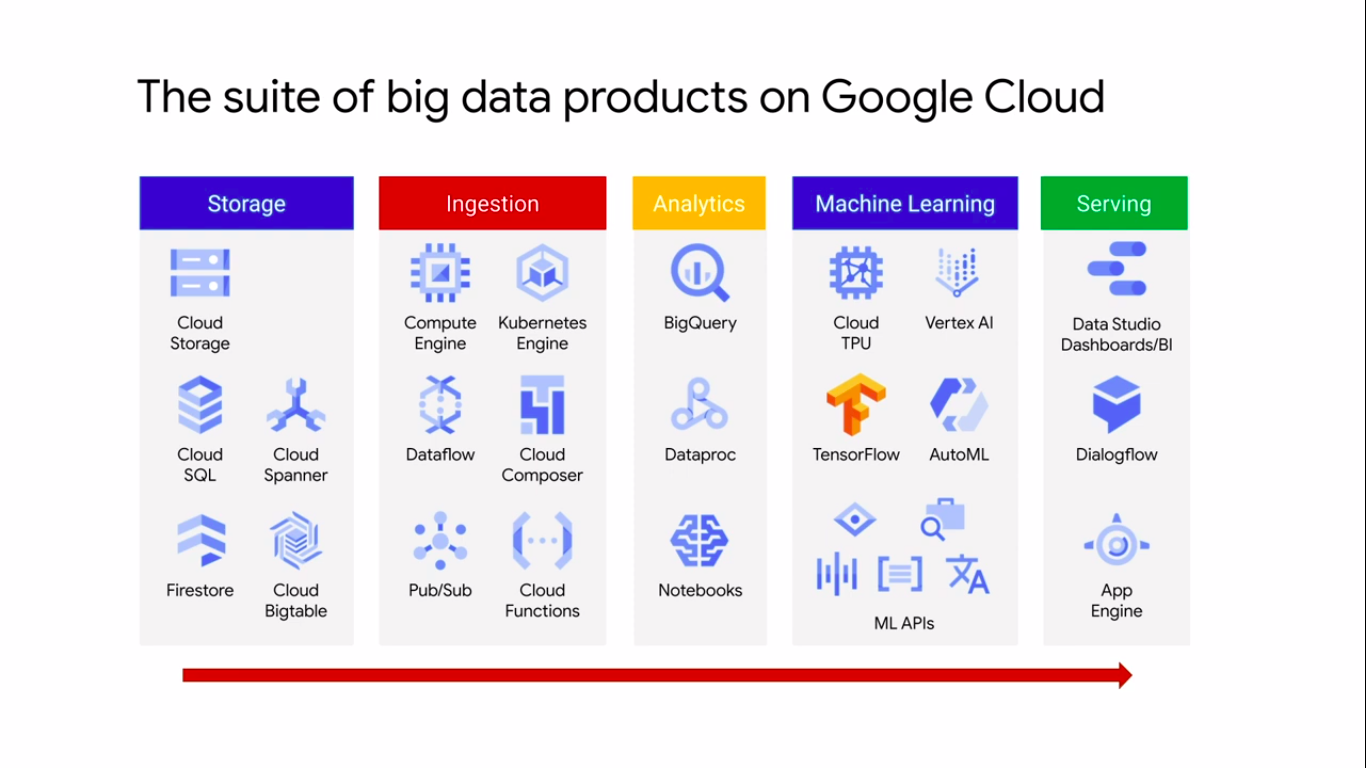 The suite of big data products on Google Cloud
Storage
Cloud
Storage
Cloud
SQL
Cloud
Spanner
Firestore
Cloud
Bigtable
Ingestion
Compute
Engine
Kubernetes
Engine
Dataflow
Cloud
Composer
Pub/Sub
Cloud
Functions
Analytics
BigQuery
Dataproc
Notebooks
Machine Learning
Cloud
TPU
Vertex AI
TensorFlow
AutoML
ML APIs
Serving
Data Studio
Dashboards/BI
Dialogflow
App
Engine